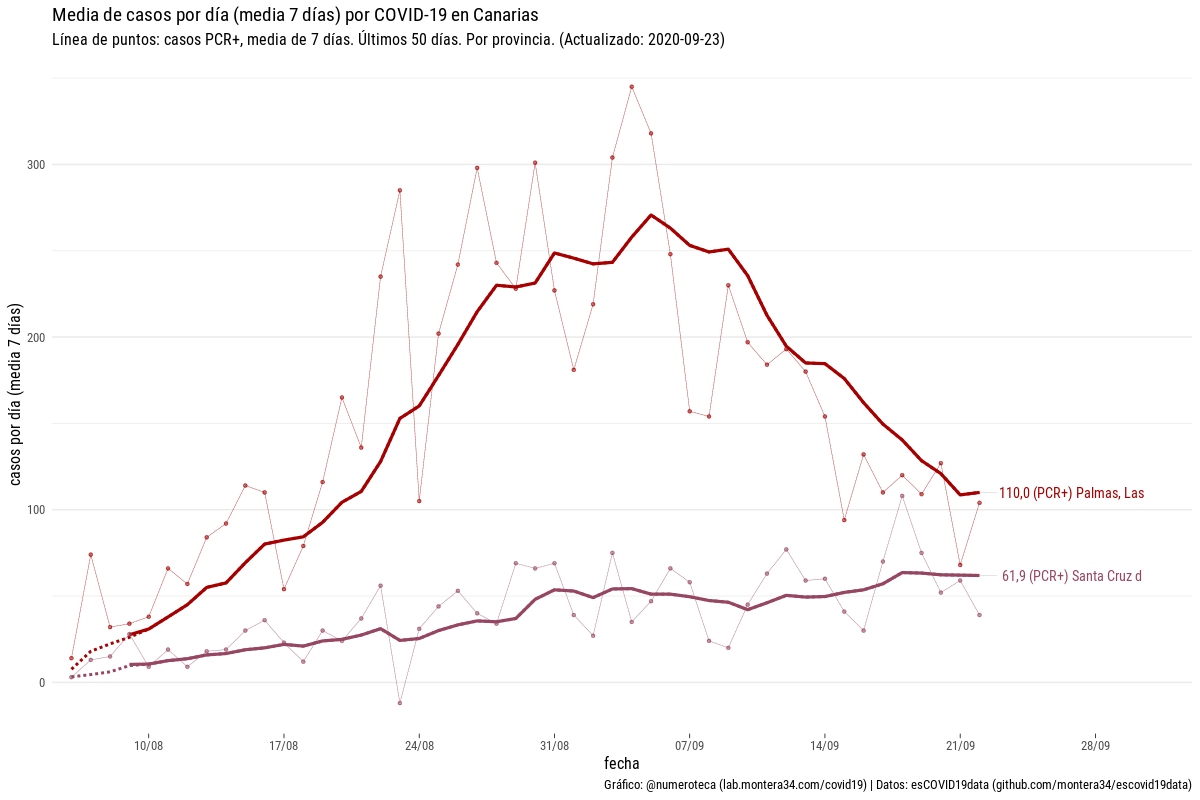 Media de casos por día (media 7 días) por COVID-19 en Canarias
Línea de puntos: casos PCR+, media de 7 días. Últimos 50 días. Por provincia. (Actualizado: 2020-09-23)
casos por día (media 7 días)
300
200
100
0
110,0 (PCR+) Palmas, Las
61,9 (PCR+) Santa Cruz d
10/08
17/08
24/08
31/08
07/09
14/09
21/09
28/09
fecha
Gráfico: @numeroteca (lab.montera34.com/covid19) | Datos: esCOVID19data (github.com/montera34/escovid19data)